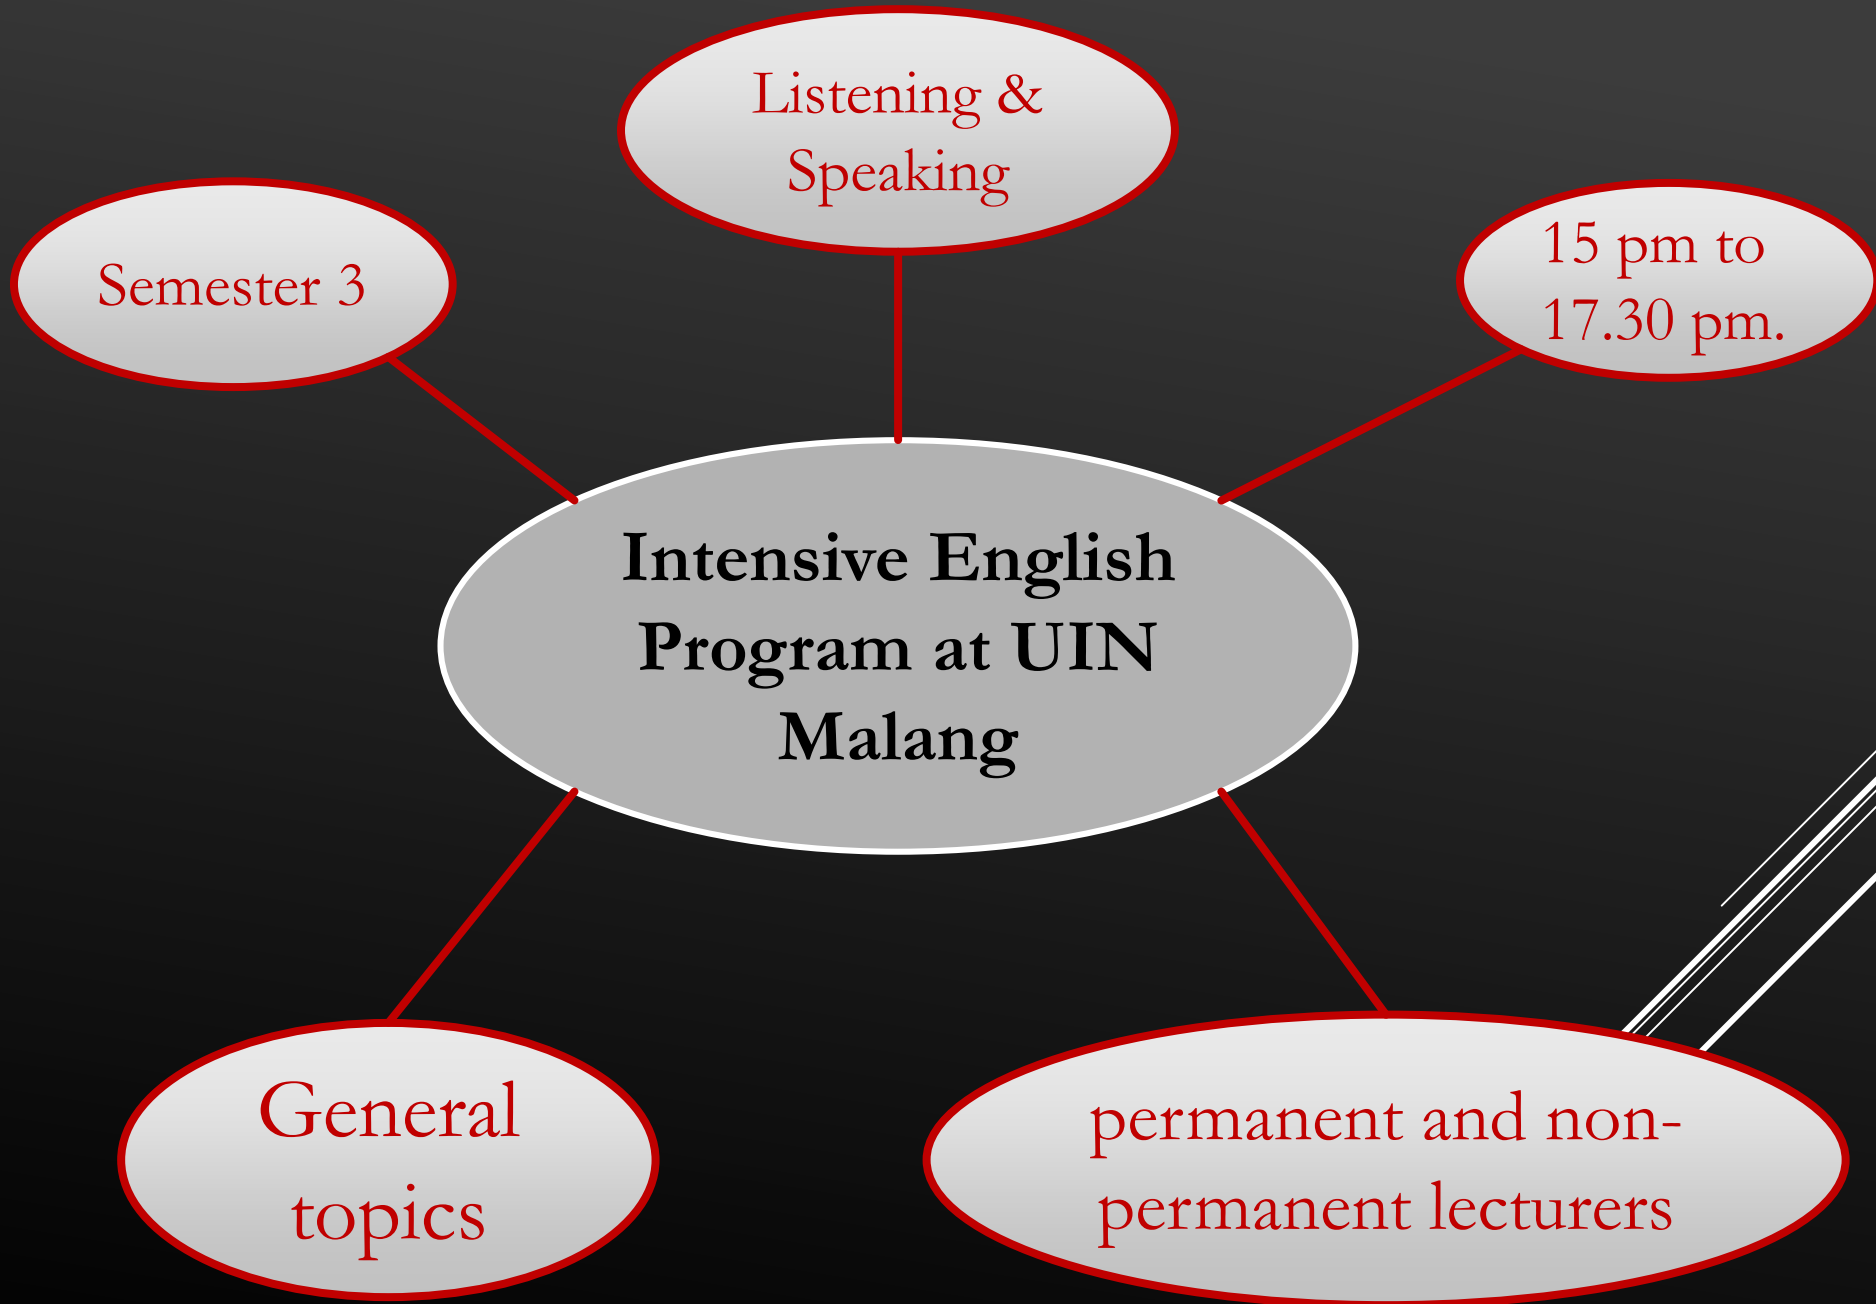 Listening &
Speaking
Semester 3
15 pm to
17.30 pm.
Intensive English
Program at UIN
Malang
General
topics
permanent and non-
permanent lecturers